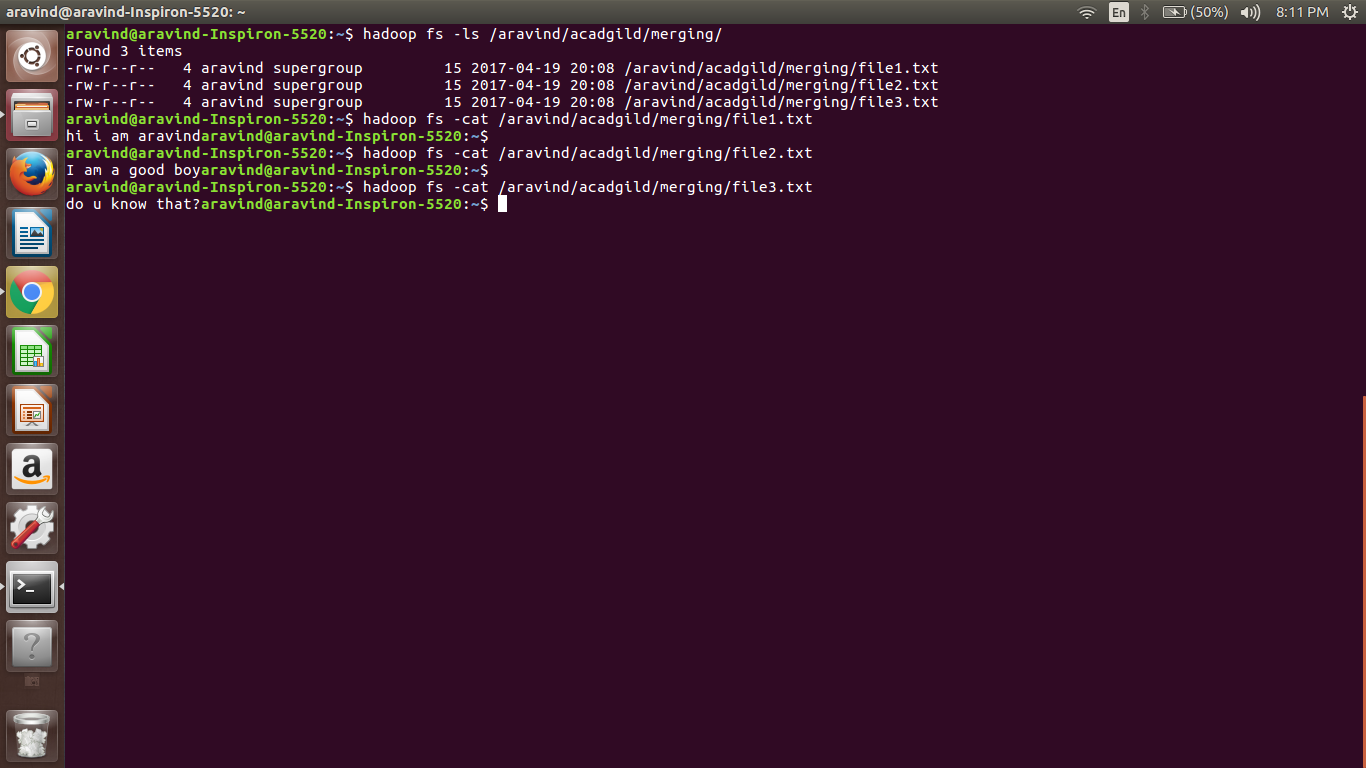 aravind@aravind-Inspiron-5520: ~
En
(50%)
8:11 PM
aravind@aravind-Inspiron-5520:~$ hadoop fs -ls /aravind/acadgild/merging/
Found 3 items
-rw-r--r--   4 aravind supergroup         15 2017-04-19 20:08 /aravind/acadgild/merging/file1.txt
-rw-r--r--   4 aravind supergroup         15 2017-04-19 20:08 /aravind/acadgild/merging/file2.txt
-rw-r--r--   4 aravind supergroup         15 2017-04-19 20:08 /aravind/acadgild/merging/file3.txt
aravind@aravind-Inspiron-5520:~$ hadoop fs -cat /aravind/acadgild/merging/file1.txt
hi i am aravindaravind@aravind-Inspiron-5520:~$
aravind@aravind-Inspiron-5520:~$ hadoop fs -cat /aravind/acadgild/merging/file2.txt
I am a good boyaravind@aravind-Inspiron-5520:~$
aravind@aravind-Inspiron-5520:~$ hadoop fs -cat /aravind/acadgild/merging/file3.txt
do u know that?aravind@aravind-Inspiron-5520:~$
a
>_
?